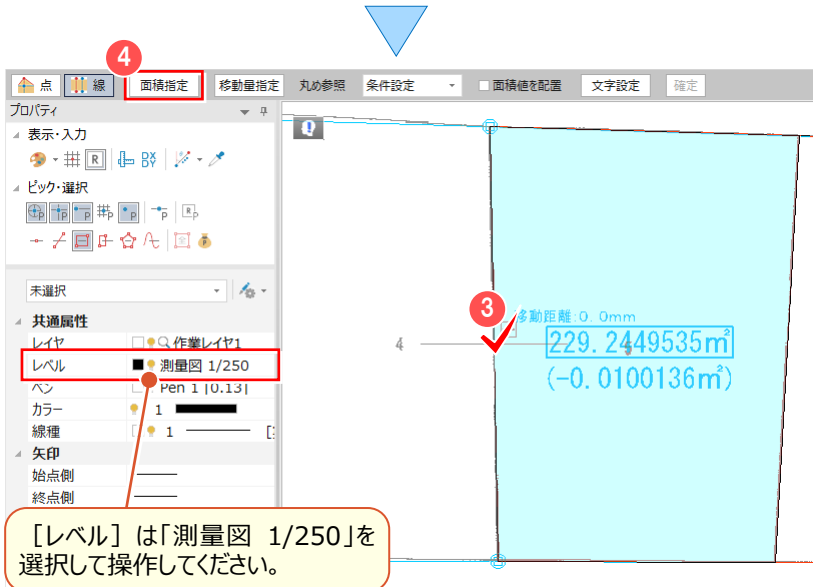 4
点 線 面積指定 移動量指定 丸め参照 条件設定 面積値を配置 文字設定 確定
プロパティ
表示・入力
R DX DY
ピック・選択
P P P P P P R P
P
未選択
共通属性
レイヤ 作業レイヤ1
レベル 測量図 1/250
ペン Pen 1 [0.13]
カラー 1
線種 1
矢印
始点側
終点側
［レベル］は「測量図 1/250」を
選択して操作してください。
3
移動距離:0.0mm
4
229.2449535㎡
(-0.0100136㎡)